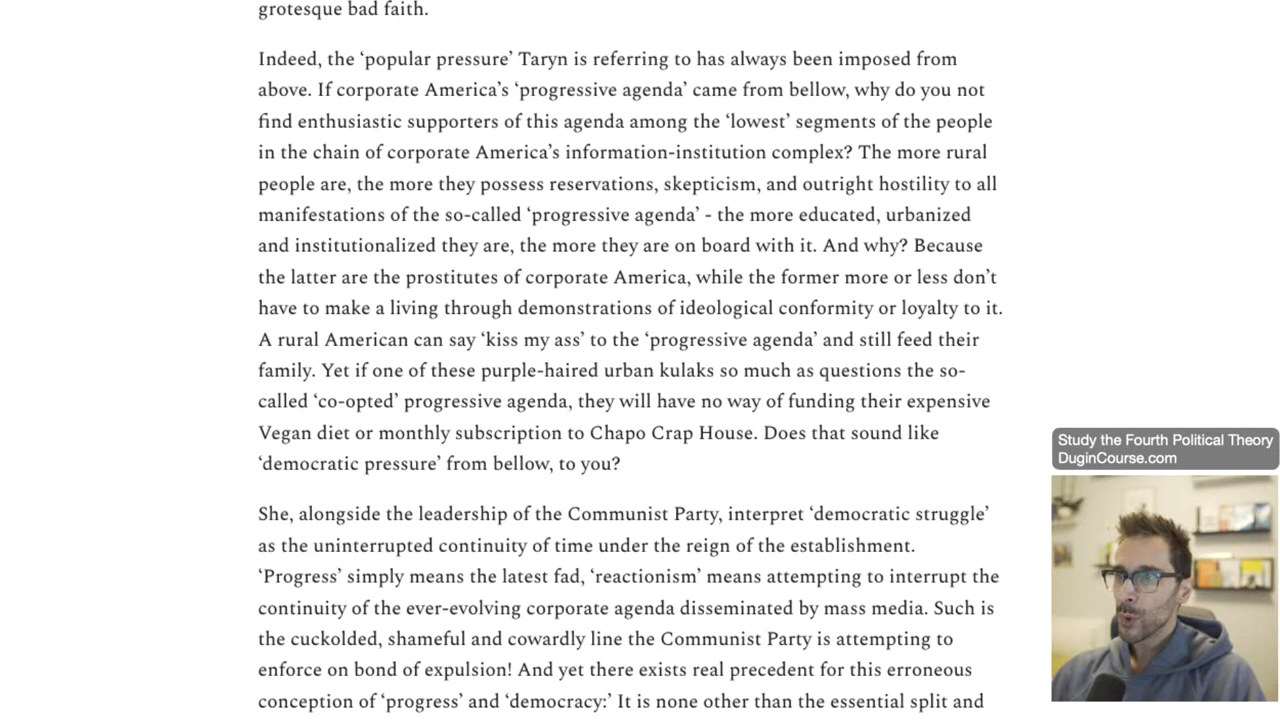 grotesque bad faith.
Indeed, the ‘popular pressure’ Taryn is referring to has always been imposed from
above. If corporate America’s ‘progressive agenda’ came from bellow, why do you not
find enthusiastic supporters of this agenda among the ‘lowest’ segments of the people
in the chain of corporate America’s information-institution complex? The more rural
people are, the more they possess reservations, skepticism, and outright hostility to all
manifestations of the so-called ‘progressive agenda’ - the more educated, urbanized
and institutionalized they are, the more they are on board with it. And why? Because
the latter are the prostitutes of corporate America, while the former more or less don’t
have to make a living through demonstrations of ideological conformity or loyalty to it.
A rural American can say ‘kiss my ass’ to the ‘progressive agenda’ and still feed their
family. Yet if one of these purple-haired urban kulaks so much as questions the so-
called ‘co-opted’ progressive agenda, they will have no way of funding their expensive
Vegan diet or monthly subscription to Chapo Crap House. Does that sound like
‘democratic pressure’ from bellow, to you?
She, alongside the leadership of the Communist Party, interpret ‘democratic struggle’
as the uninterrupted continuity of time under the reign of the establishment.
‘Progress’ simply means the latest fad, ‘reactionism’ means attempting to interrupt the
continuity of the ever-evolving corporate agenda disseminated by mass media. Such is
the cuckolded, shameful and cowardly line the Communist Party is attempting to
enforce on bond of expulsion! And yet there exists real precedent for this erroneous
conception of ‘progress’ and ‘democracy:’ It is none other than the essential split and
Study the Fourth Political Theory
DuginCourse.com